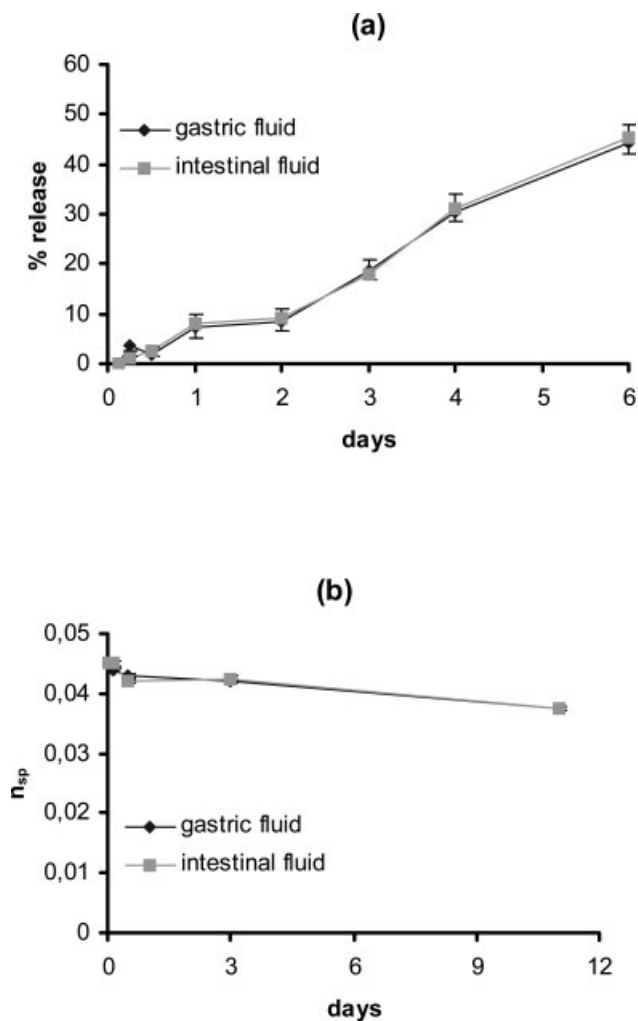 (a)
60
50
40
30
20
10
0
% release
gastric fluid
intestinal fluid
0 1 2 3 4 5 6
days
(b)
0,05
0,04
0,03
0,02
0,01
0
nsp
gastric fluid
intestinal fluid
0 3 6 9 12
days